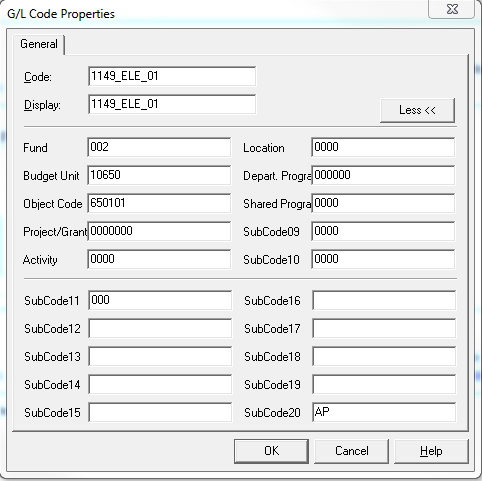 G/L Code Properties
General
Code: 1149_ELE_01
Display: 1149_ELE_01
Less <<
Fund 002 Location 0000
Budget Unit 10650 Depart. Progra 000000
Object Code 650101 Shared Progra 0000
Project/Grant 0000000 SubCode09 0000
Activity 0000 SubCode10 0000
SubCode11 000 SubCode16
SubCode12 SubCode17
SubCode13 SubCode18
SubCode14 SubCode19
SubCode15 SubCode20 AP
OK Cancel Help